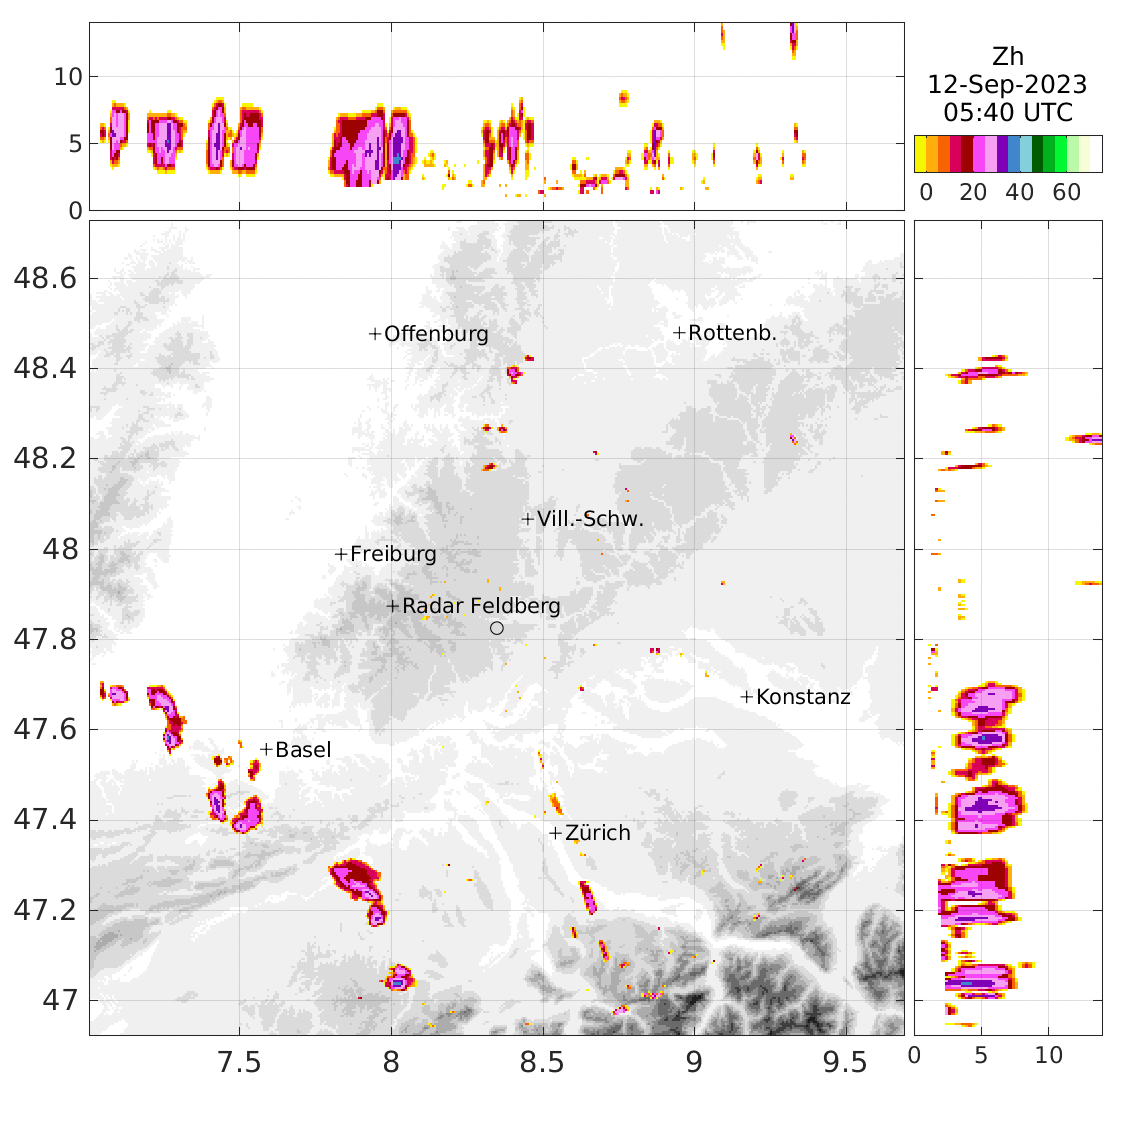 10
5
0
Zh
12-Sep-2023
05:40 UTC
0 20 40 60
48.6
48.4
48.2
48
47.8
47.6
47.4
47.2
47
+Offenburg
+Rottenb.
+Vill.-Schw.
+Freiburg
+Radar Feldberg
+Konstanz
+Basel
+Zürich
7.5 8 8.5 9 9.5
0 5 10